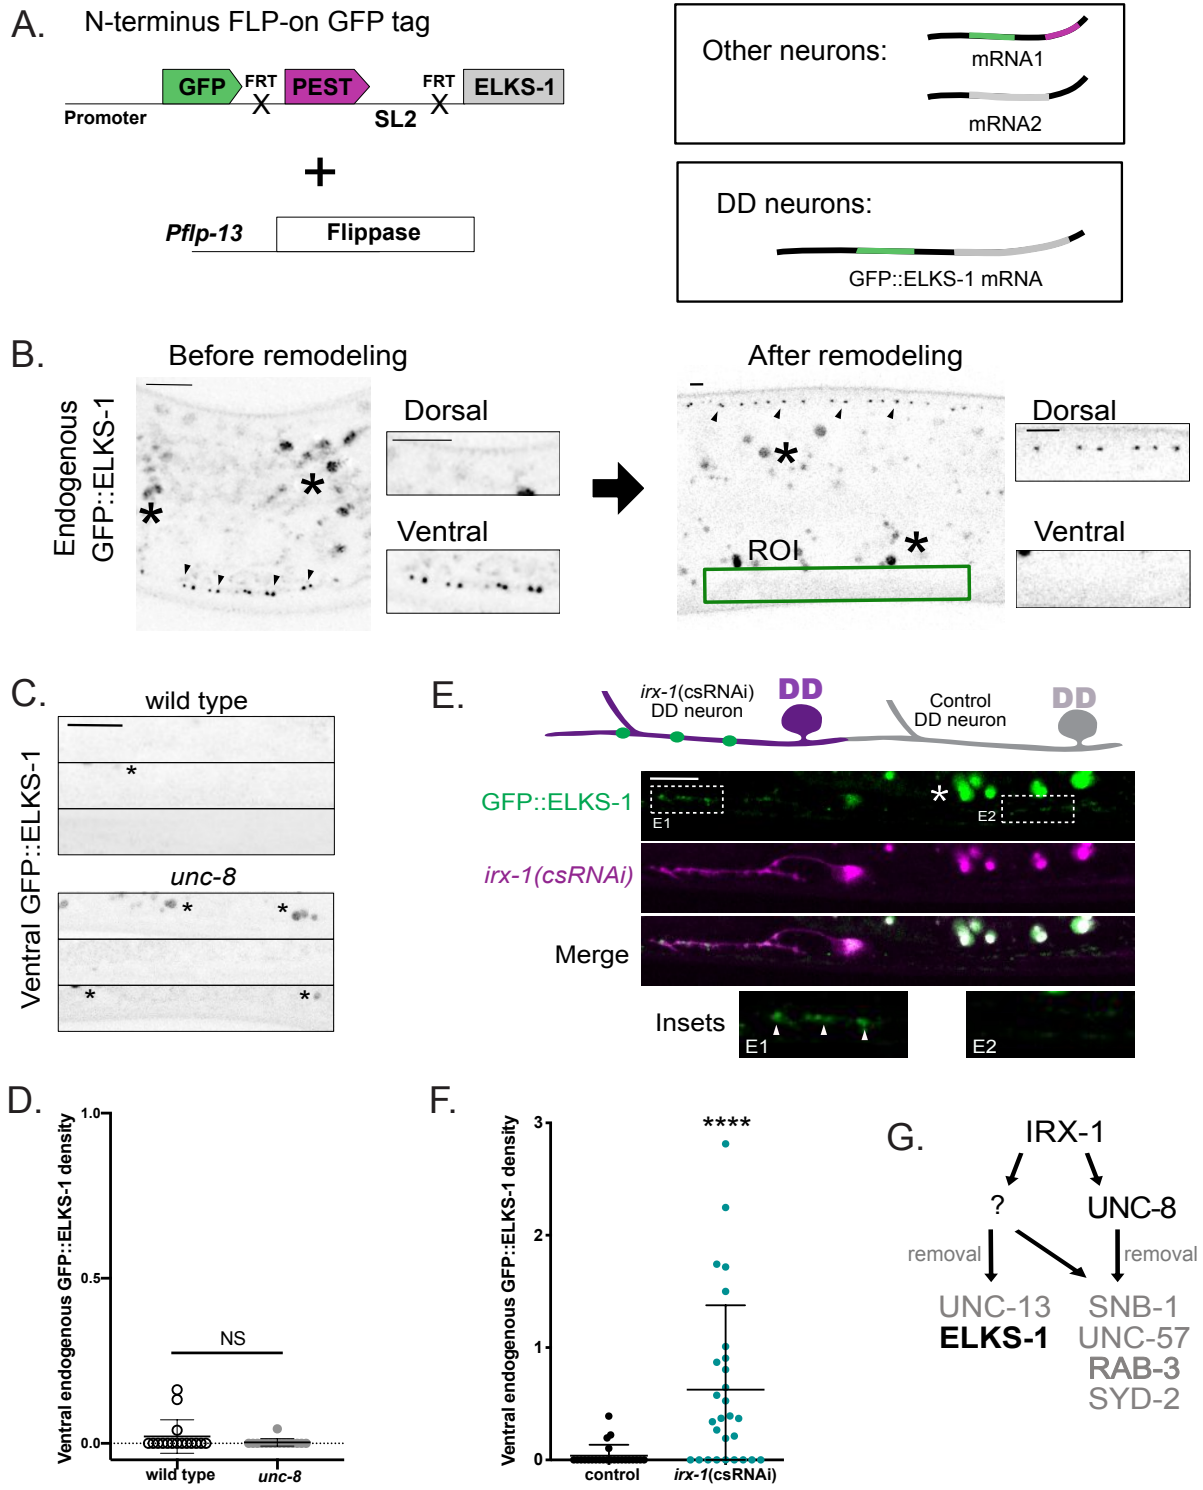 A.
N-terminus FLP-on GFP tag
GFP
FRT
X
PEST
FRT
X
ELKS-1
Promoter
SL2
+
Pflp-13
Flippase
Other neurons:
mRNA1
mRNA2
DD neurons:
GFP::ELKS-1 mRNA
B.
Before remodeling
After remodeling
Endogenous
GFP::ELKS-1
Dorsal
Ventral
*
*
Dorsal
Ventral
*
*
ROI
C.
wild type
*
Ventral GFP::ELKS-1
unc-8
*
*
*
*
E.
irx-1(csRNAi)
DD neuron
DD
Control
DD neuron
DD
GFP::ELKS-1
E1
*
E2
irx-1(csRNAi)
Merge
Insets
E1
E2
D.
Ventral endogenous GFP::ELKS-1 density
1.0
0.5
0.0
NS
wild type
unc-8
F.
Ventral endogenous GFP::ELKS-1 density
3
2
1
0
****
control
irx-1(csRNAi)
G.
IRX-1
?
UNC-8
removal
removal
UNC-13
ELKS-1
SNB-1
UNC-57
RAB-3
SYD-2